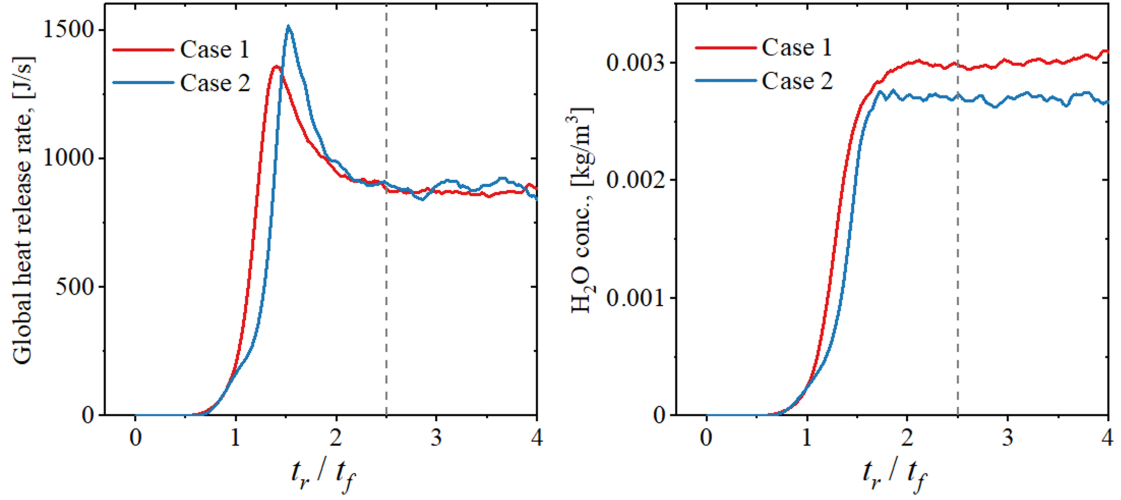 Global heat release rate, [J/s]
1500
1000
500
0
Case 1
Case 2
0 1 2 3 4
t_r / t_f
H₂O conc., [kg/m³]
0.003
0.002
0.001
0
Case 1
Case 2
0 1 2 3 4
t_r / t_f